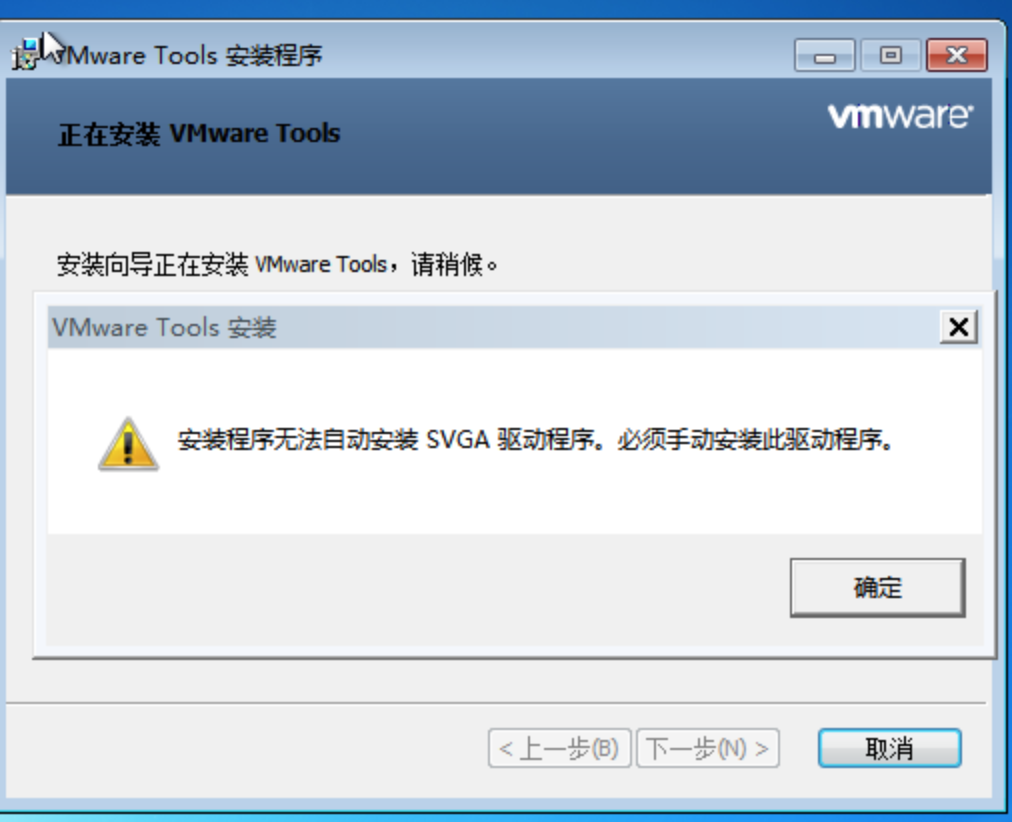 VMware Tools 安装程序
vmware
正在安装 VMware Tools
安装向导正在安装 VMware Tools，请稍候。
VMware Tools 安装
安装程序无法自动安装 SVGA 驱动程序。必须手动安装此驱动程序。
确定
< 上一步(B) 下一步(N) > 取消